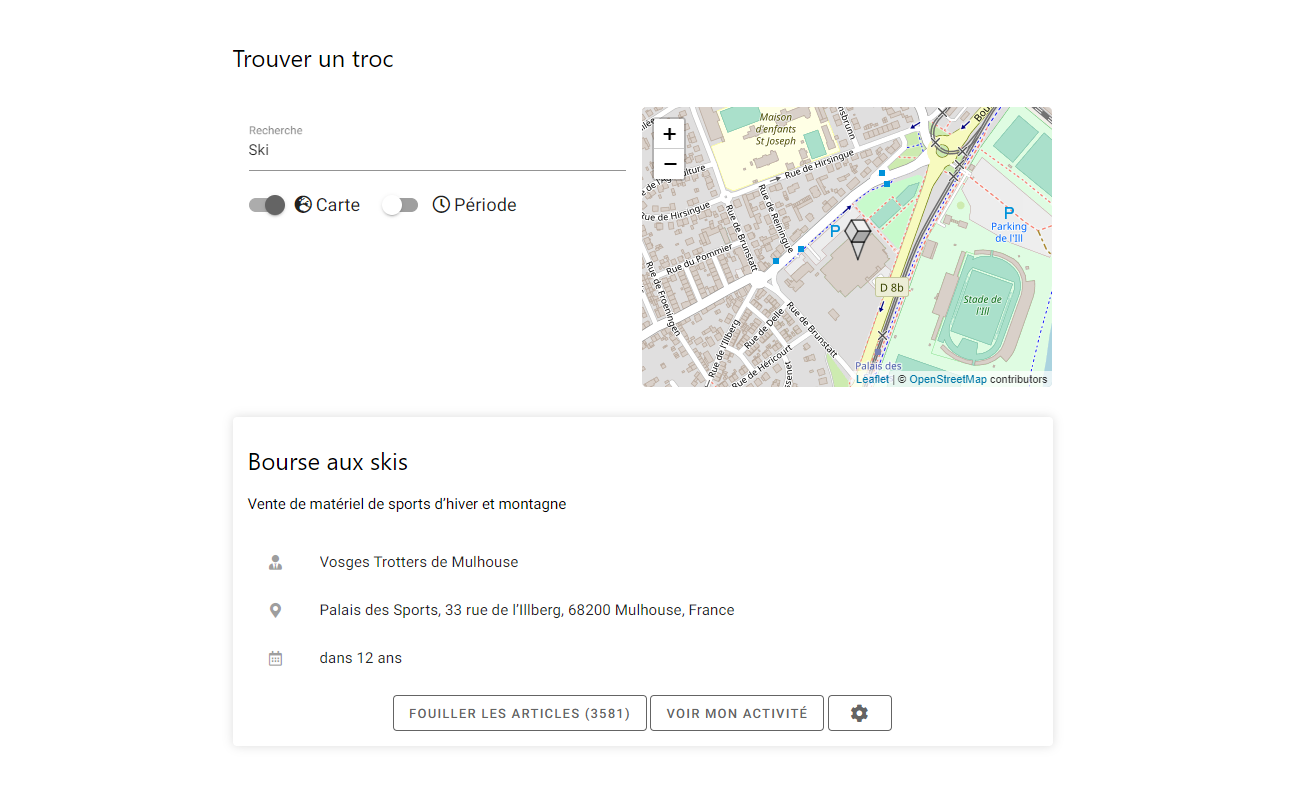 Trouver un troc
Recherche
Ski
Carte
Période
+
−
Maison
d'enfants
St Joseph
Rue de Hirsingue
Rue de Hirsingue
Rue de Brunstatt
Rue de Reiningue
Rue du Pommier
Rue de Froeningen
P
P
Parking
de l'Ill
D 8b
Stade de
l'Ill
Rue de l'Illberg
Rue de Delle
Rue de Brunstatt
Rue de Héricourt
Palais des
Leaflet | © OpenStreetMap contributors
Bourse aux skis
Vente de matériel de sports d’hiver et montagne
Vosges Trotters de Mulhouse
Palais des Sports, 33 rue de l’Illberg, 68200 Mulhouse, France
dans 12 ans
FOUILLER LES ARTICLES (3581)
VOIR MON ACTIVITÉ